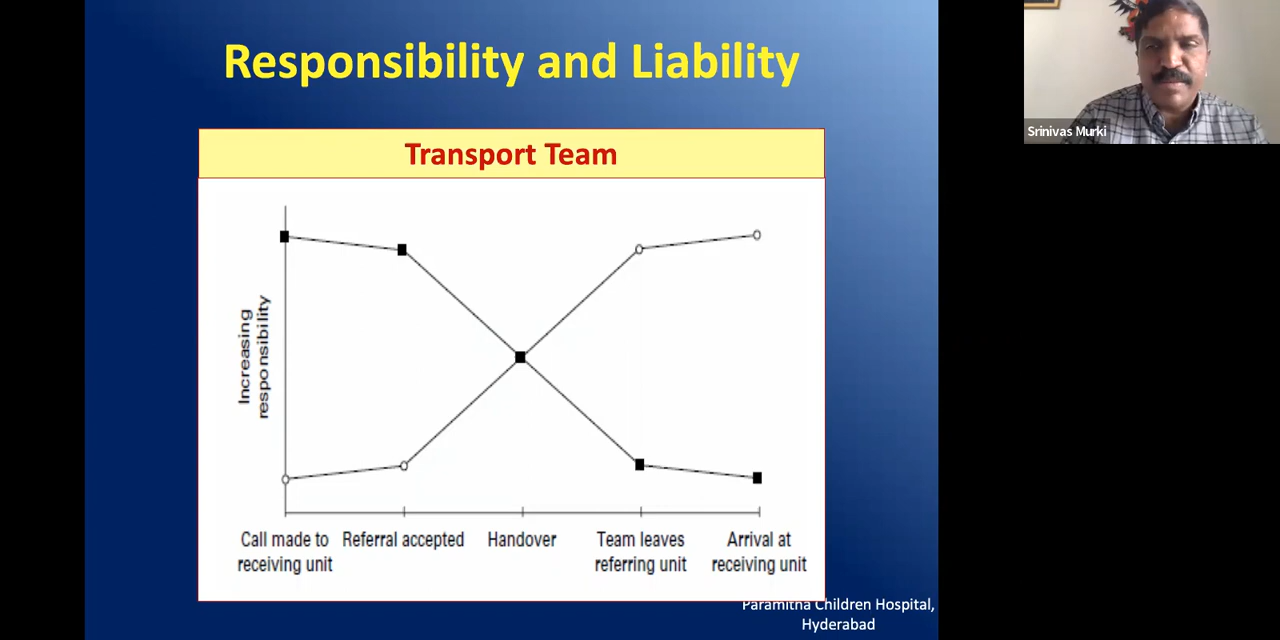 Responsibility and Liability
Srinivas Murki
Transport Team
Increasing
responsibility
Call made to
receiving unit
Referral accepted
Handover
Team leaves
referring unit
Arrival at
receiving unit
Paramitha Children Hospital,
Hyderabad